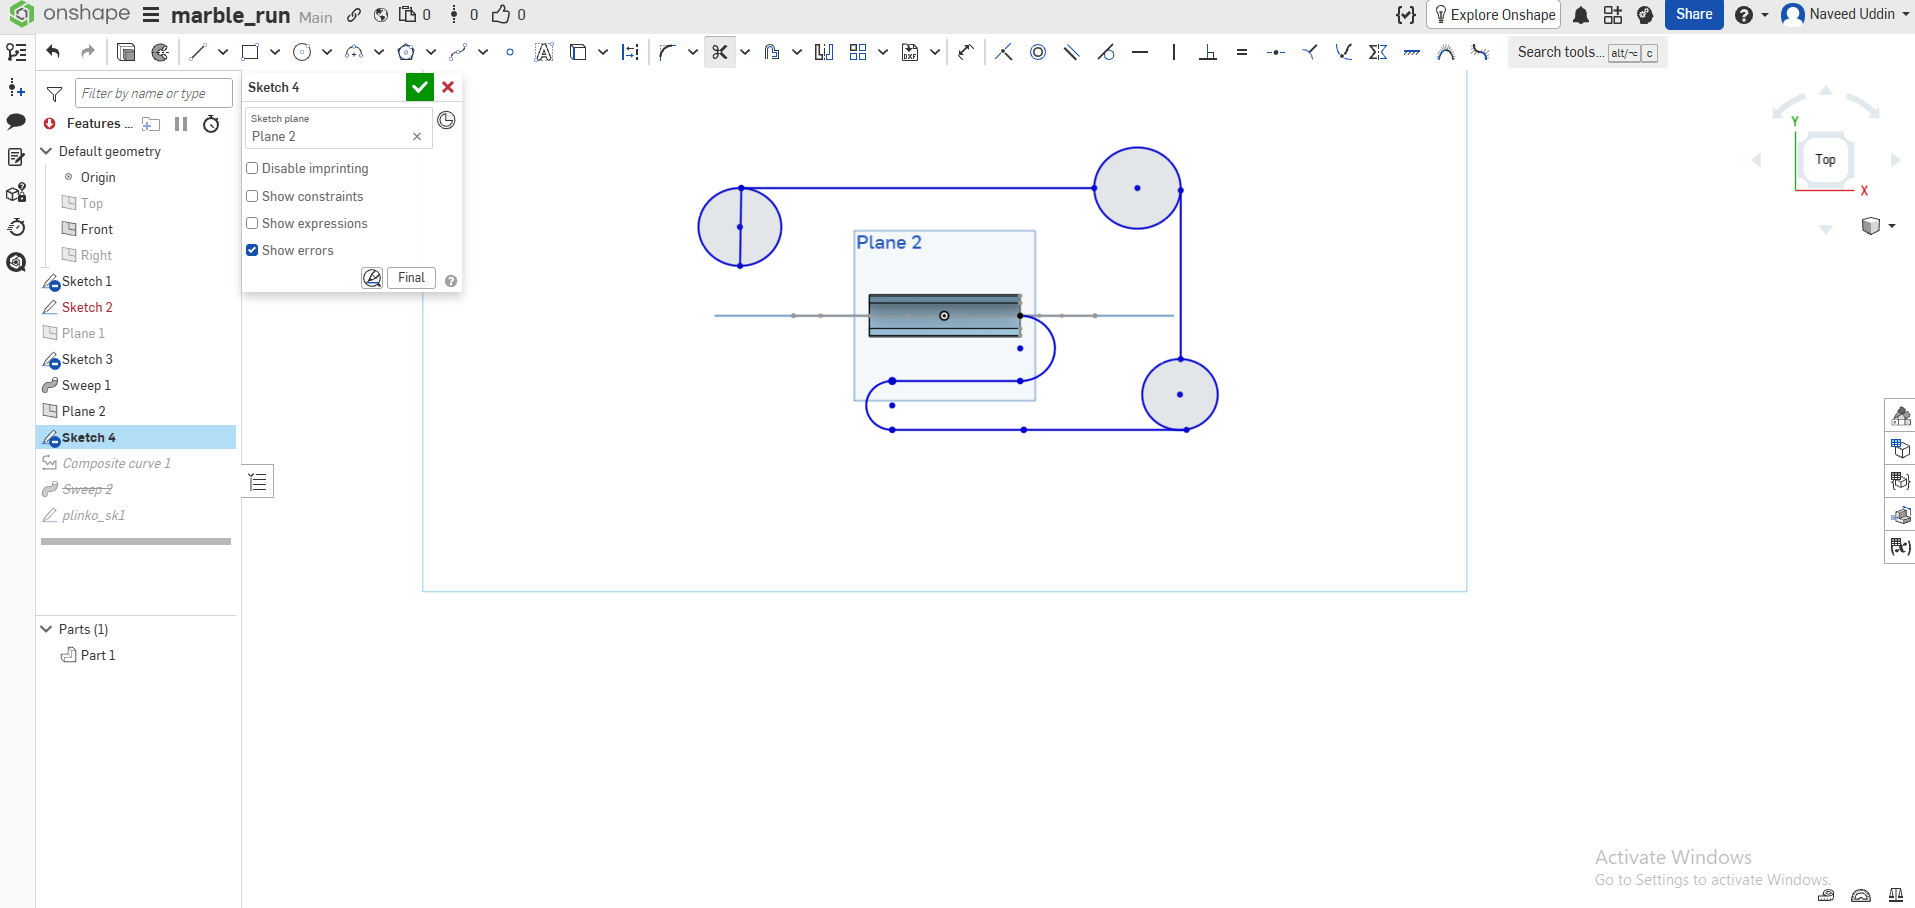 onshape marble_run Main 0 0 0 Explore Onshape Share Naveed Uddin
Search tools... alt/⌥ c
Filter by name or type
Features ...
Default geometry
Origin
Top
Front
Right
Sketch 1
Sketch 2
Plane 1
Sketch 3
Sweep 1
Plane 2
Sketch 4
Composite curve 1
Sweep 2
plinko_sk1
Parts (1)
Part 1
Sketch 4
Sketch plane
Plane 2
Disable imprinting
Show constraints
Show expressions
Show errors
Final
Plane 2
Y
Top
X
Activate Windows
Go to Settings to activate Windows.